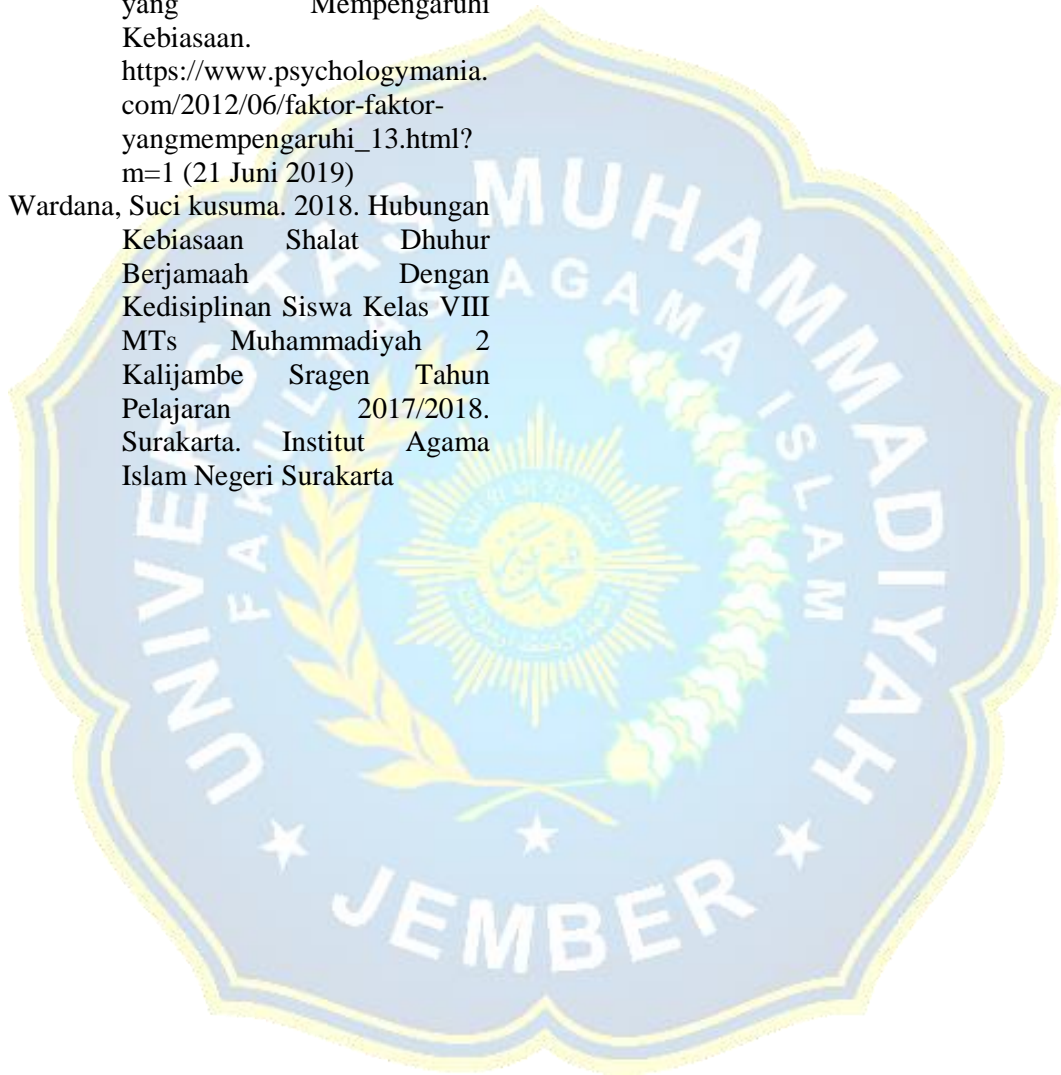 yang Mempengaruhi
Kebiasaan.
https://www.psychologymania.
com/2012/06/faktor-faktor-
yangmempengaruhi_13.html?
m=1 (21 Juni 2019)
Wardana, Suci kusuma. 2018. Hubungan
Kebiasaan Shalat Dhuhur
Berjamaah Dengan
Kedisiplinan Siswa Kelas VIII
MTs Muhammadiyah 2
Kalijambe Sragen Tahun
Pelajaran 2017/2018.
Surakarta. Institut Agama
Islam Negeri Surakarta
UNIVERSITAS MUHAMMADIYAH
FAKULTAS AGAMA ISLAM
JEMBER